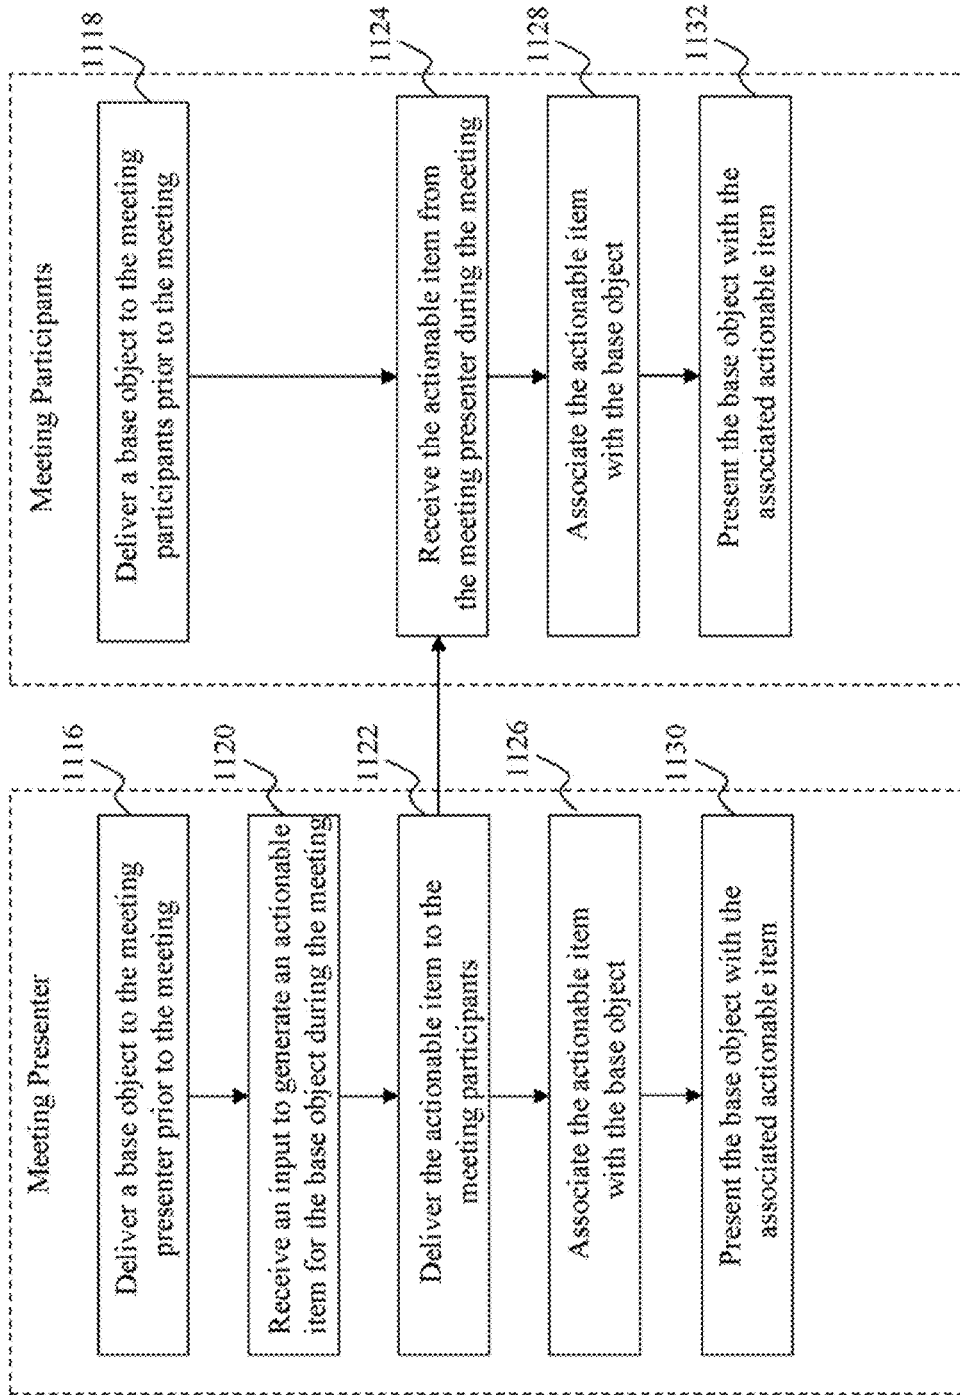 Meeting Presenter
Deliver a base object to the meeting
presenter prior to the meeting
1116
Receive an input to generate an actionable
item for the base object during the meeting
1120
Deliver the actionable item to the
meeting participants
1122
Associate the actionable item
with the base object
1126
Present the base object with the
associated actionable item
1130
Meeting Participants
Deliver a base object to the meeting
participants prior to the meeting
1118
Receive the actionable item from
the meeting presenter during the meeting
1124
Associate the actionable item
with the base object
1128
Present the base object with the
associated actionable item
1132